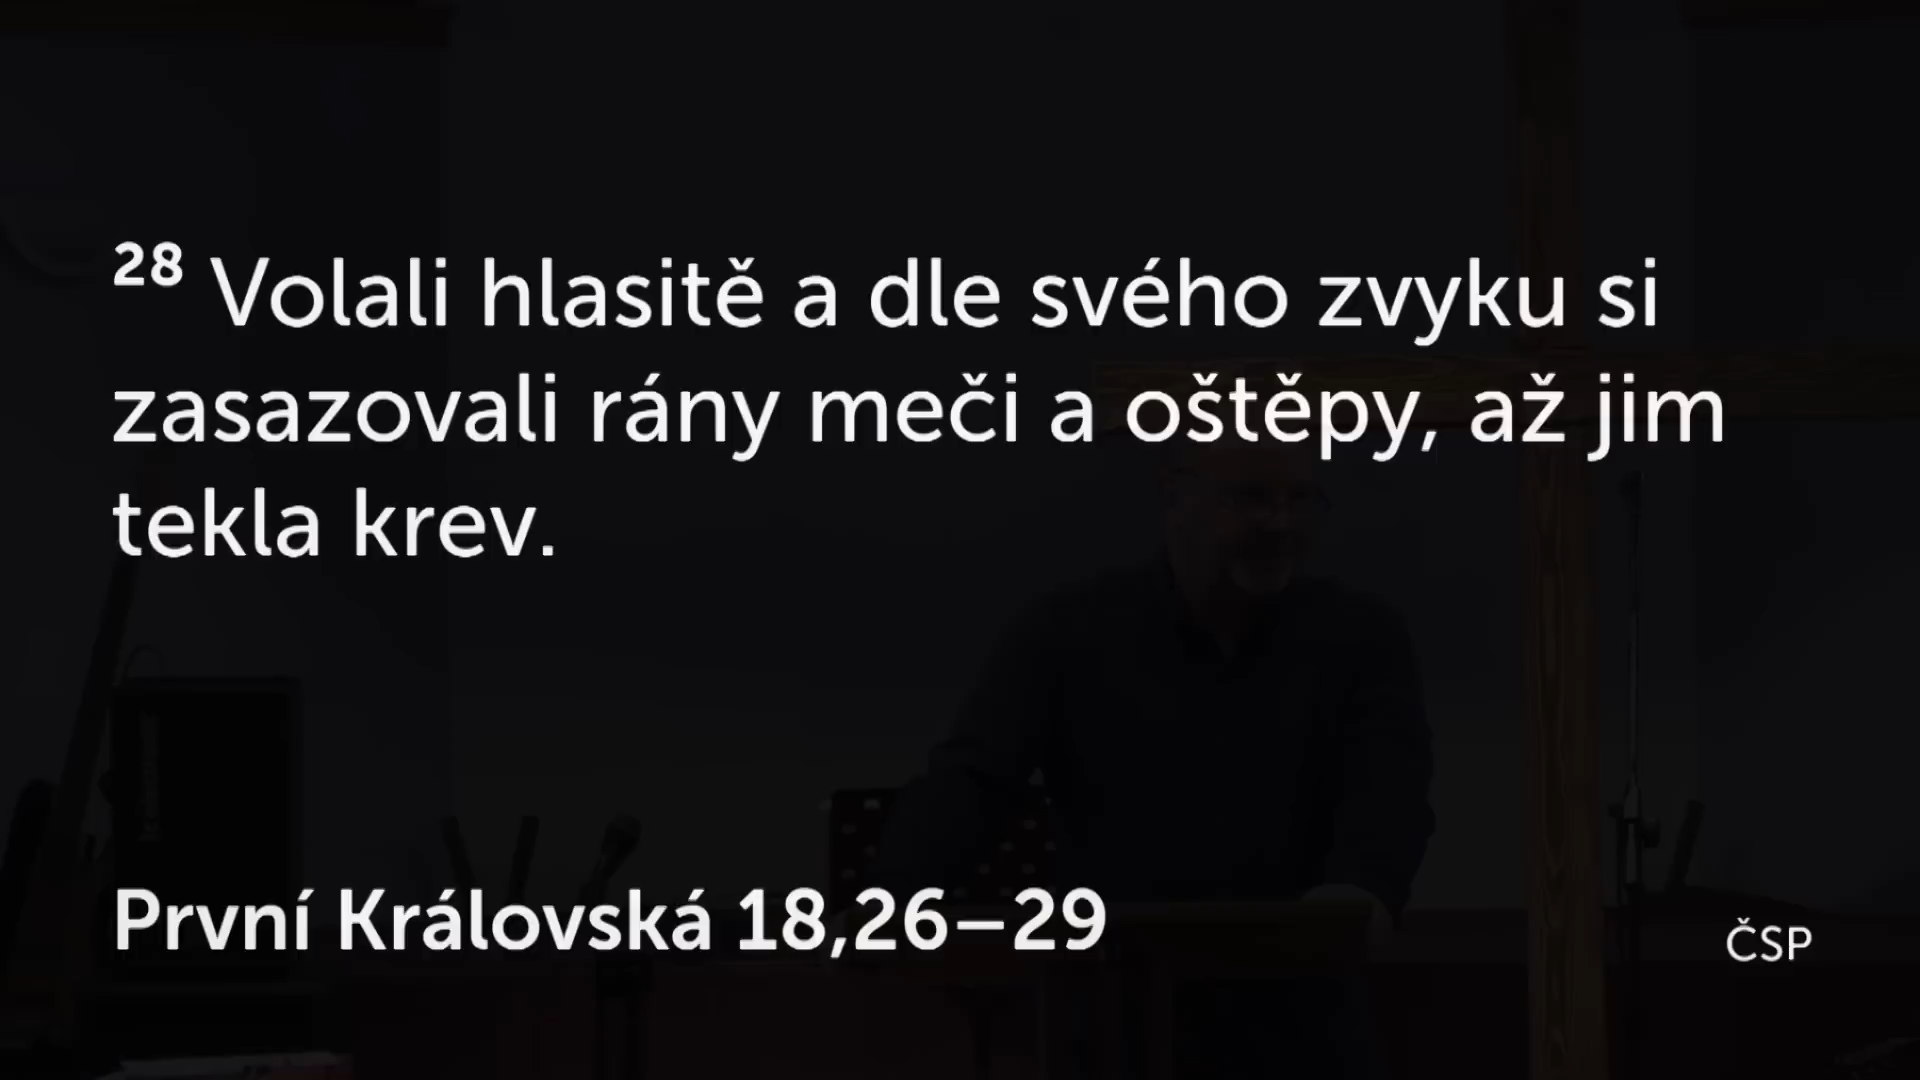 28 Volali hlasitě a dle svého zvyku si
zasazovali rány meči a oštěpy, až jim
tekla krev.
První Královská 18,26–29
ČSP